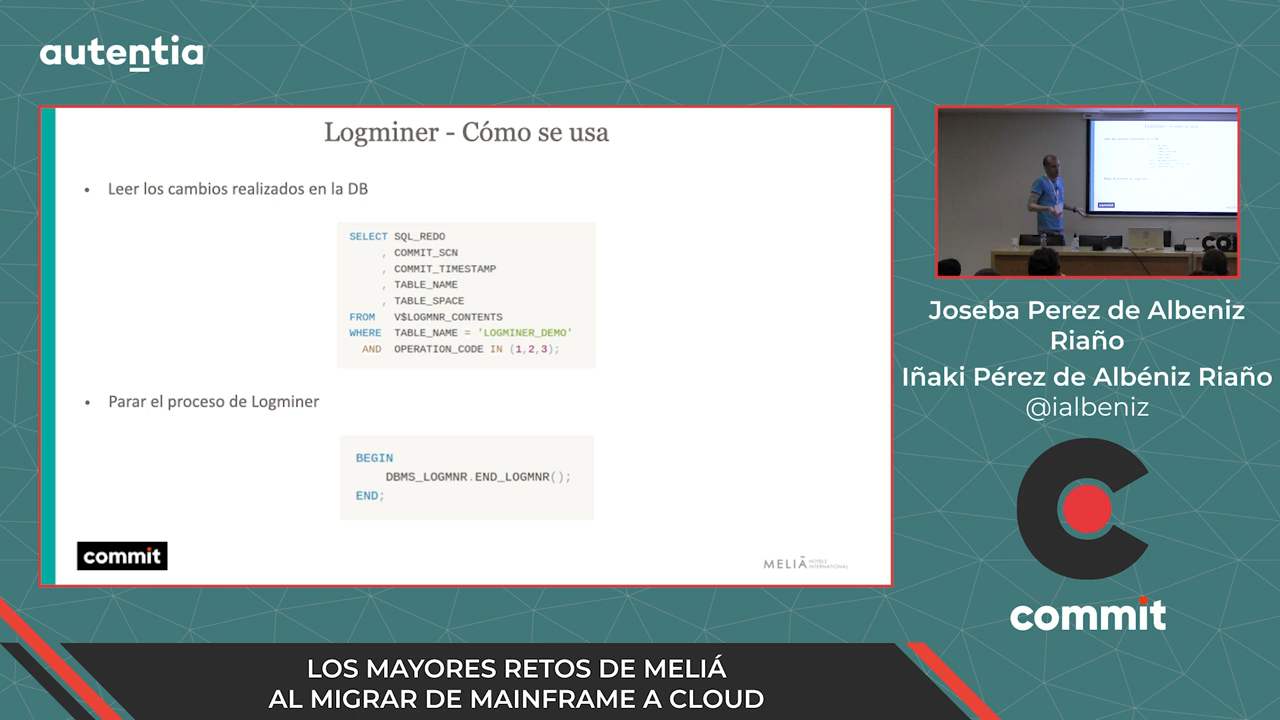 autentia
Logminer - Cómo se usa
• Leer los cambios realizados en la DB
SELECT SQL_REDO
, COMMIT_SCN
, COMMIT_TIMESTAMP
, TABLE_NAME
, TABLE_SPACE
FROM V$LOGMNR_CONTENTS
WHERE TABLE_NAME = 'LOGMINER_DEMO'
AND OPERATION_CODE IN (1,2,3);
• Parar el proceso de Logminer
BEGIN
DBMS_LOGMNR.END_LOGMNR();
END;
commit
MELIÁ HOTELS
INTERNATIONAL
Joseba Perez de Albeniz
Riaño
Iñaki Pérez de Albéniz Riaño
@ialbeniz
commit
LOS MAYORES RETOS DE MELIÁ
AL MIGRAR DE MAINFRAME A CLOUD